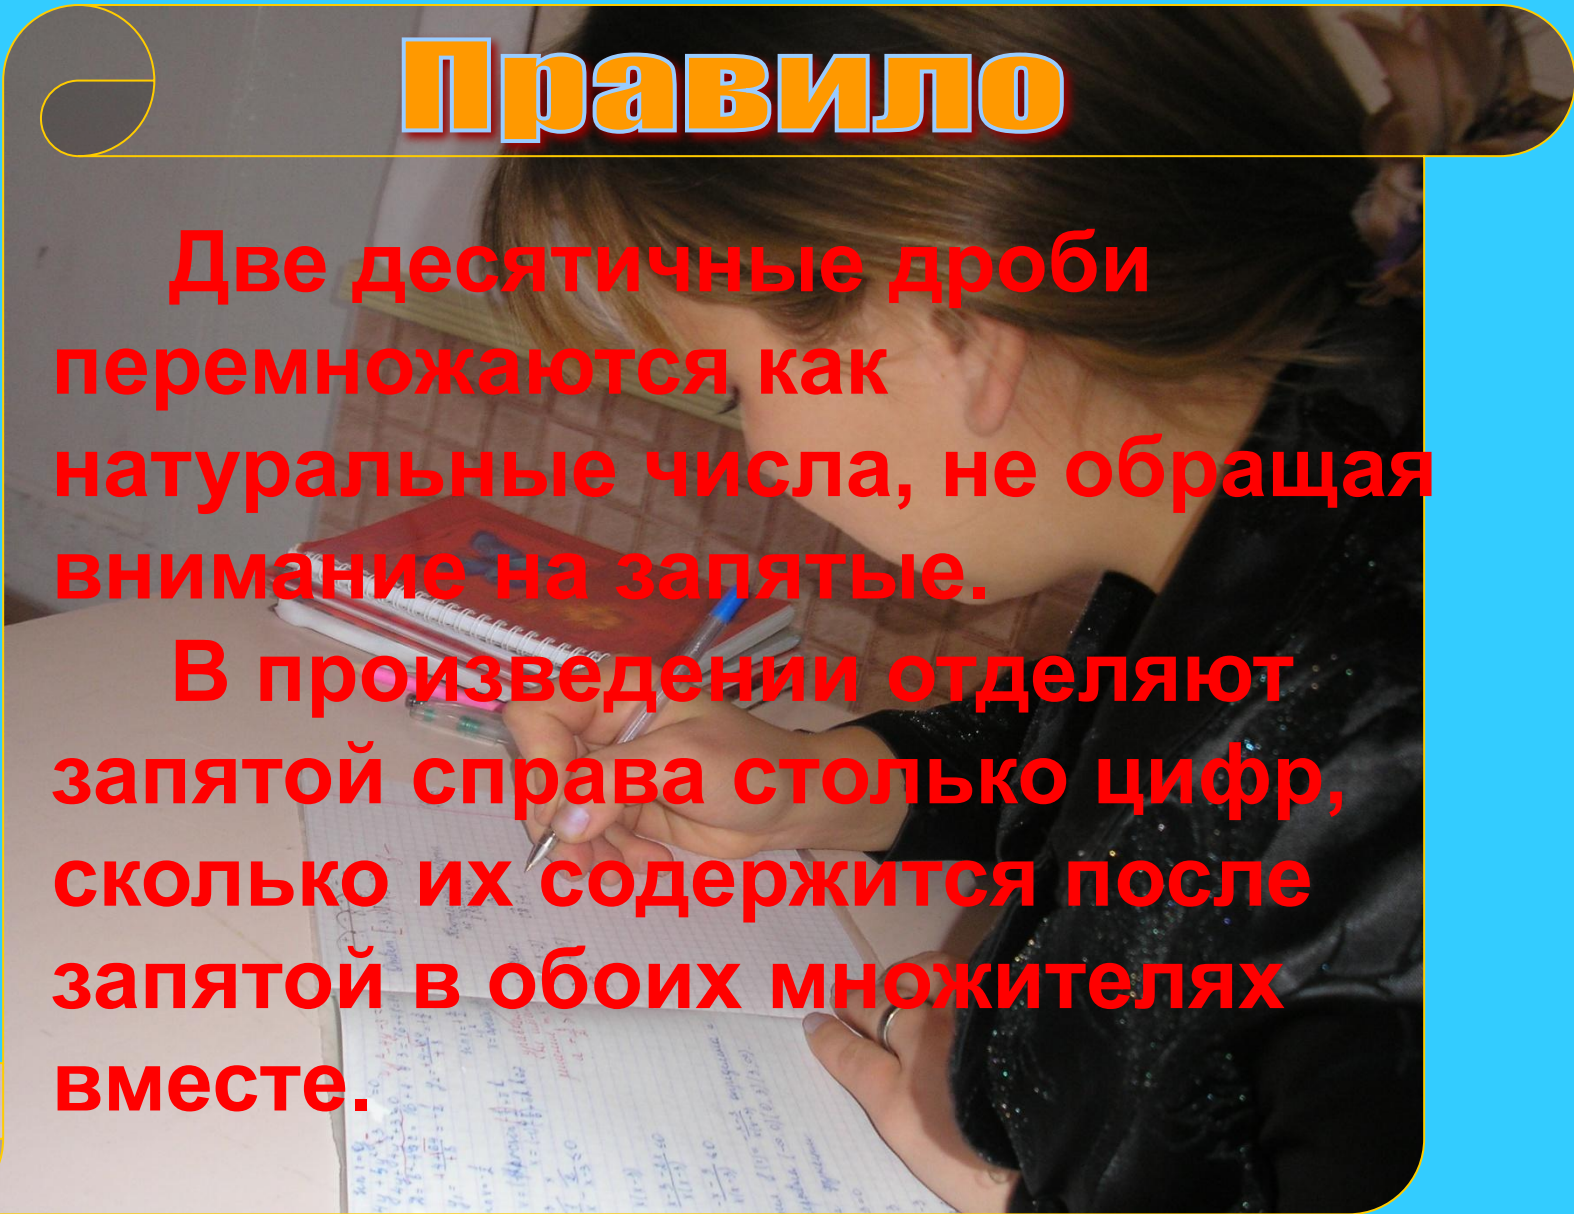 Правило
Две десятичные дроби
перемножаются как
натуральные числа, не обращая
внимание на запятые.
В произведении отделяют
запятой справа столько цифр,
сколько их содержится после
запятой в обоих множителях
вместе.